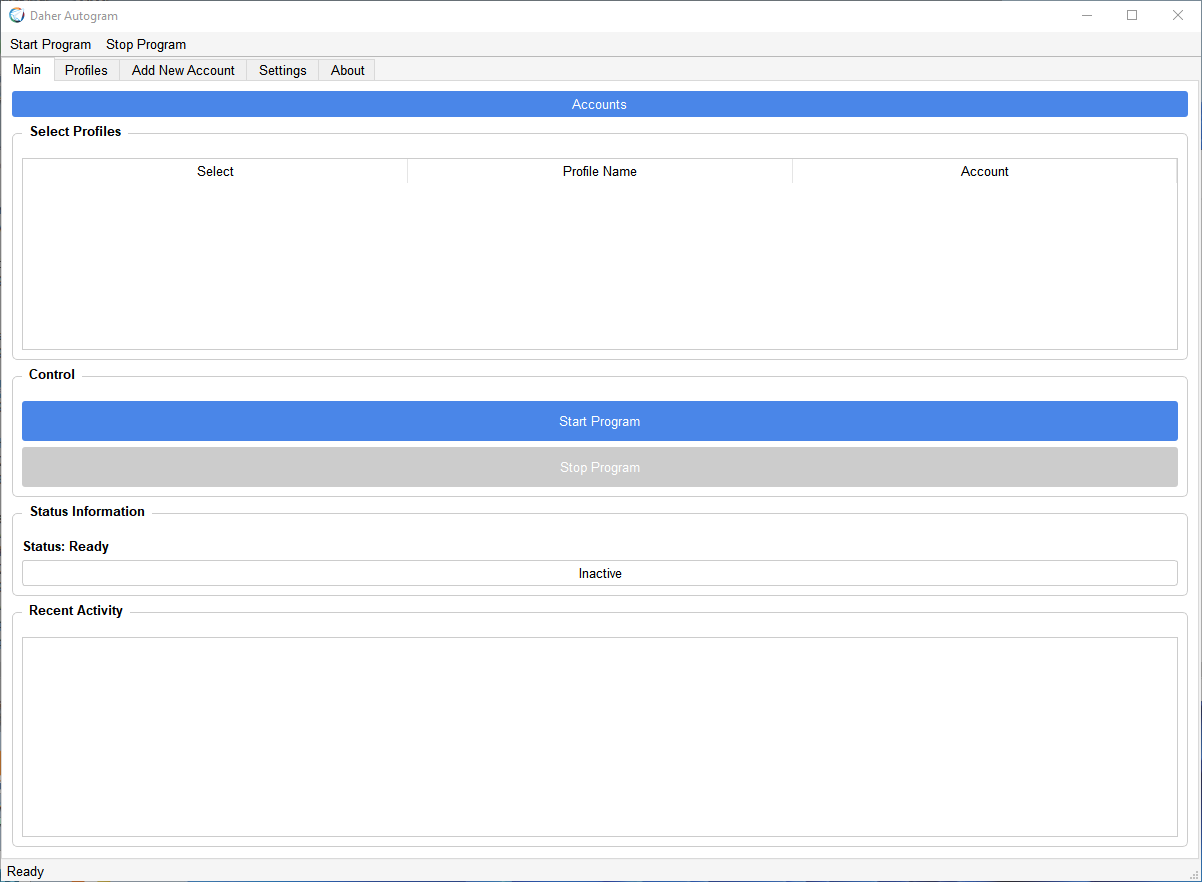 Daher Autogram
Start Program Stop Program
Main Profiles Add New Account Settings About
Accounts
Select Profiles
Select Profile Name Account
Control
Start Program
Stop Program
Status Information
Status: Ready
Inactive
Recent Activity
Ready